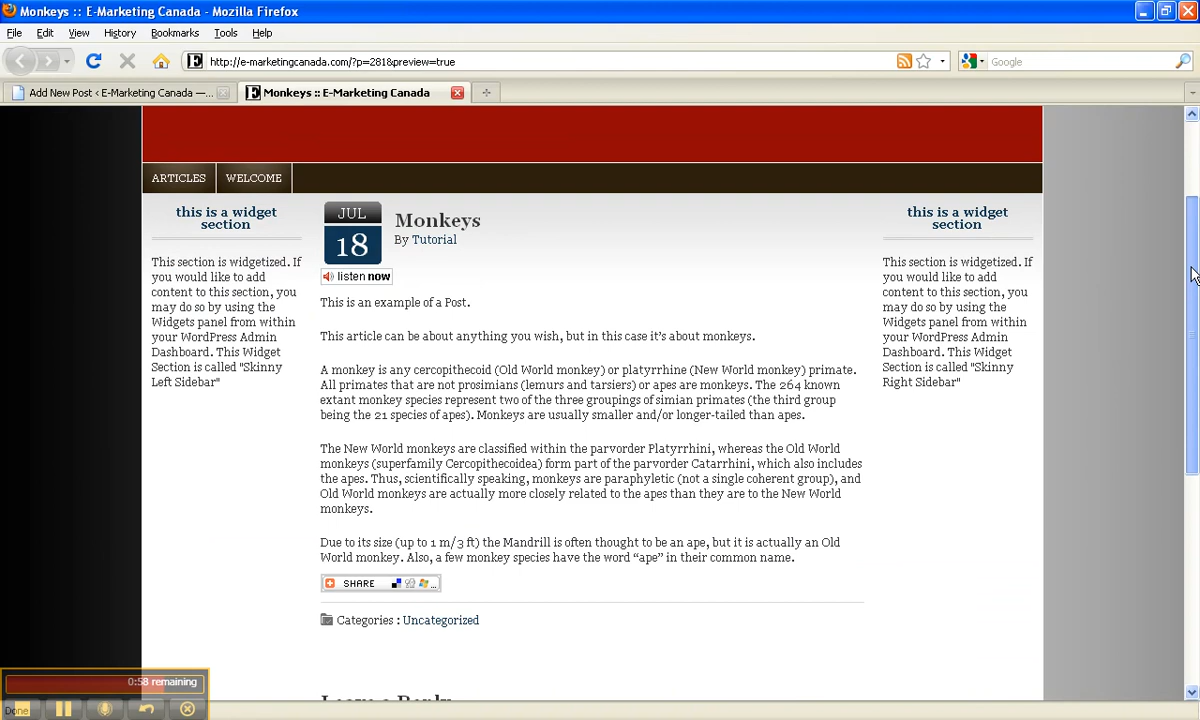 Monkeys :: E-Marketing Canada - Mozilla Firefox
File Edit View History Bookmarks Tools Help
http://e-marketingcanada.com/?p=281&preview=true
Google
Add New Post < E-Marketing Canada — ...
Monkeys :: E-Marketing Canada
ARTICLES WELCOME
this is a widget
section
This section is widgetized. If
you would like to add
content to this section, you
may do so by using the
Widgets panel from within
your WordPress Admin
Dashboard. This Widget
Section is called "Skinny
Left Sidebar"
JUL
18
Monkeys
By Tutorial
listen now
This is an example of a Post.
This article can be about anything you wish, but in this case it's about monkeys.
A monkey is any cercopithecoid (Old World monkey) or platyrrhine (New World monkey) primate.
All primates that are not prosimians (lemurs and tarsiers) or apes are monkeys. The 264 known
extant monkey species represent two of the three groupings of simian primates (the third group
being the 21 species of apes). Monkeys are usually smaller and/or longer-tailed than apes.
The New World monkeys are classified within the parvorder Platyrrhini, whereas the Old World
monkeys (superfamily Cercopithecoidea) form part of the parvorder Catarrhini, which also includes
the apes. Thus, scientifically speaking, monkeys are paraphyletic (not a single coherent group), and
Old World monkeys are actually more closely related to the apes than they are to the New World
monkeys.
Due to its size (up to 1 m/3 ft) the Mandrill is often thought to be an ape, but it is actually an Old
World monkey. Also, a few monkey species have the word “ape” in their common name.
SHARE
Categories : Uncategorized
Leave a Reply
this is a widget
section
This section is widgetized. If
you would like to add
content to this section, you
may do so by using the
Widgets panel from within
your WordPress Admin
Dashboard. This Widget
Section is called "Skinny
Right Sidebar"
0:58 remaining
Done